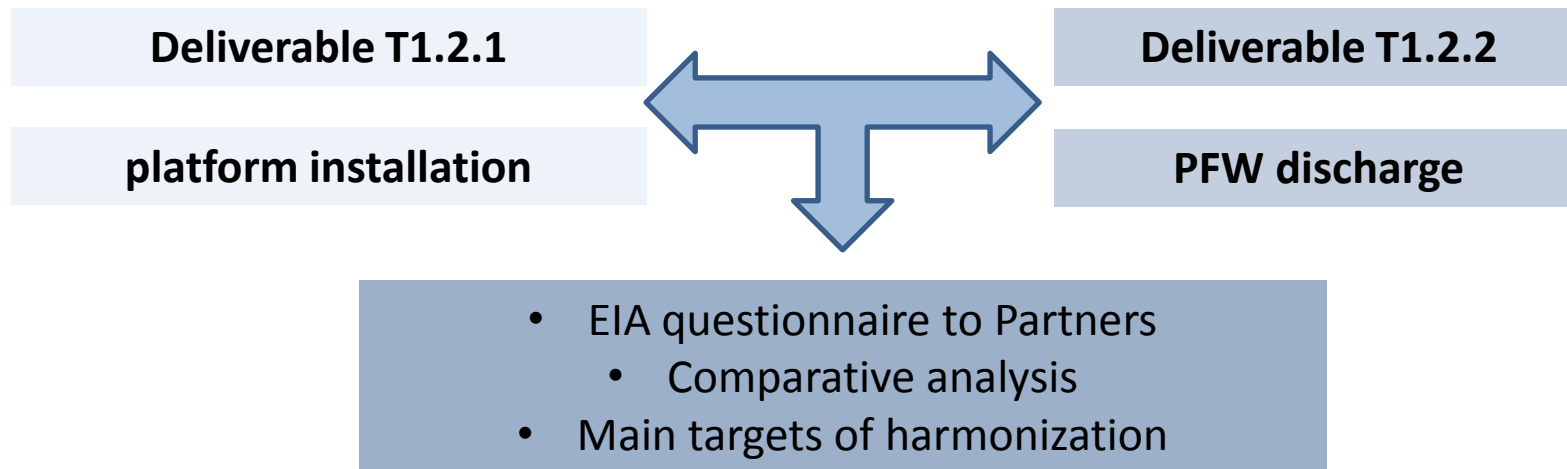 Deliverable T1.2.1
platform installation
Deliverable T1.2.2
PFW discharge
• EIA questionnaire to Partners
• Comparative analysis
• Main targets of harmonization